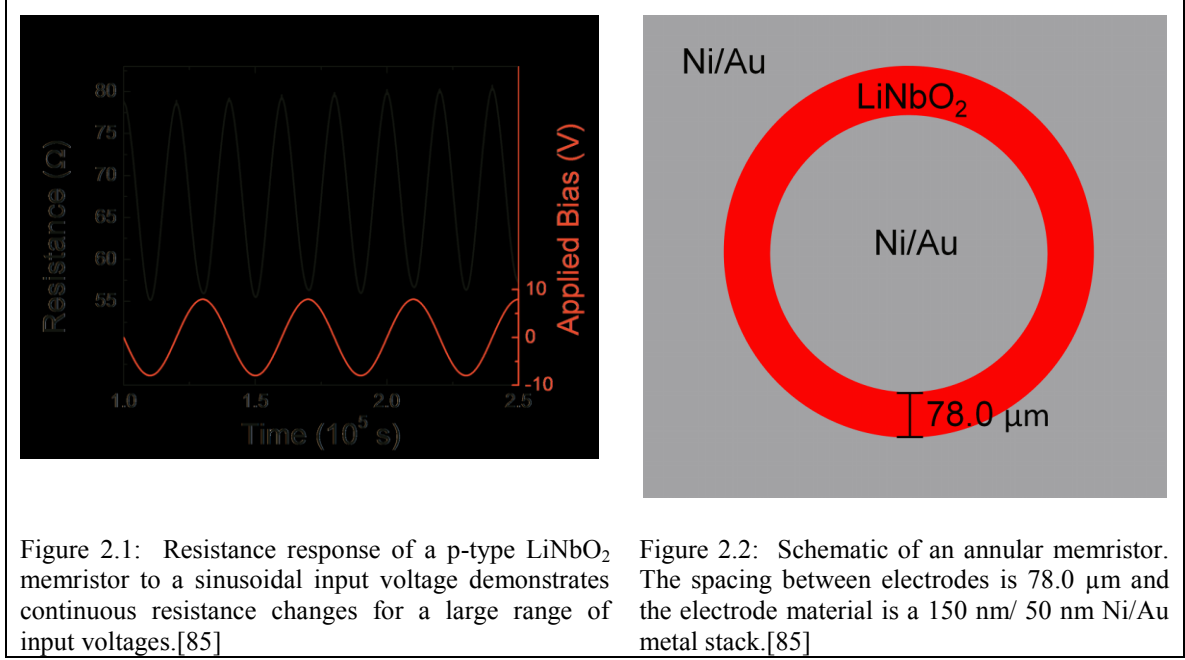 80
75
70
65
60
55
Resistance (Ω)
10
0
-10
Applied Bias (V)
1.0
1.5
2.0
2.5
Time (10⁵ s)
Ni/Au
LiNbO₂
Ni/Au
78.0 µm
Figure 2.1: Resistance response of a p-type LiNbO₂
memristor to a sinusoidal input voltage demonstrates
continuous resistance changes for a large range of
input voltages.[85]
Figure 2.2: Schematic of an annular memristor.
The spacing between electrodes is 78.0 µm and
the electrode material is a 150 nm/ 50 nm Ni/Au
metal stack.[85]